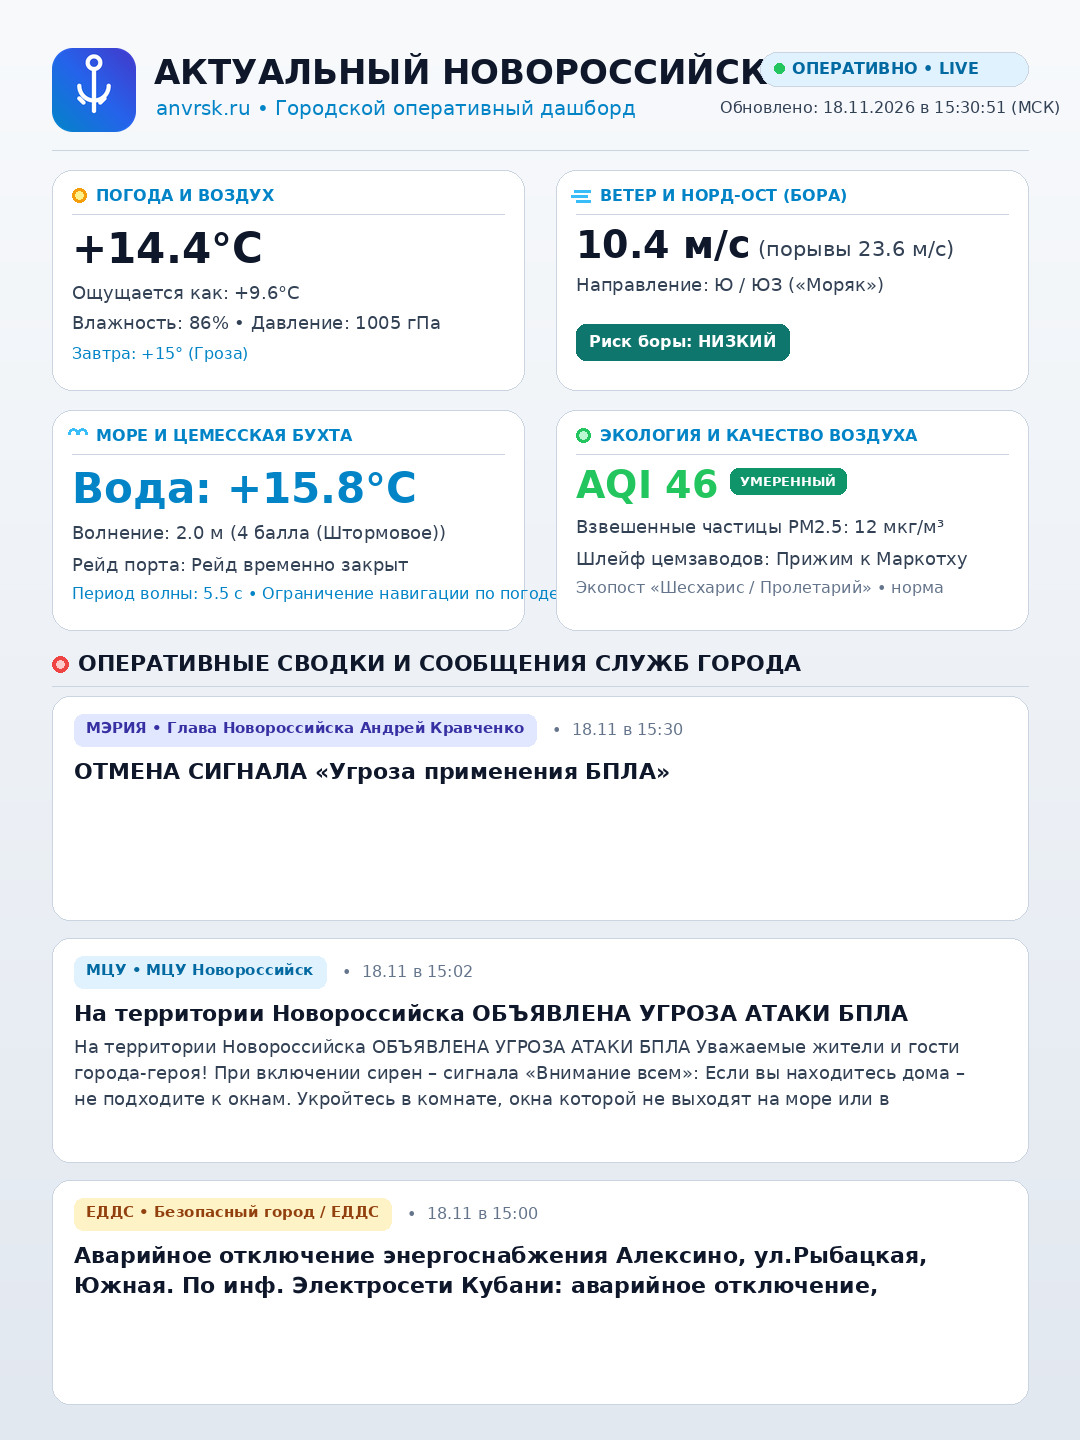 АКТУАЛЬНЫЙ НОВОРОССИЙСК
ОПЕРАТИВНО • LIVE
anvrsk.ru • Городской оперативный дашборд
Обновлено: 18.11.2026 в 15:30:51 (МСК)
ПОГОДА И ВОЗДУХ
+14.4°C
Ощущается как: +9.6°C
Влажность: 86% • Давление: 1005 гПа
Завтра: +15° (Гроза)
ВЕТЕР И НОРД-ОСТ (БОРА)
10.4 м/с (порывы 23.6 м/с)
Направление: Ю / ЮЗ («Моряк»)
Риск боры: НИЗКИЙ
МОРЕ И ЦЕМЕССКАЯ БУХТА
Вода: +15.8°C
Волнение: 2.0 м (4 балла (Штормовое))
Рейд порта: Рейд временно закрыт
Период волны: 5.5 с • Ограничение навигации по погоде
ЭКОЛОГИЯ И КАЧЕСТВО ВОЗДУХА
AQI 46 УМЕРЕННЫЙ
Взвешенные частицы PM2.5: 12 мкг/м³
Шлейф цемзаводов: Прижим к Маркотху
Экопост «Шесхарис / Пролетарий» • норма
ОПЕРАТИВНЫЕ СВОДКИ И СООБЩЕНИЯ СЛУЖБ ГОРОДА
МЭРИЯ • Глава Новороссийска Андрей Кравченко • 18.11 в 15:30
ОТМЕНА СИГНАЛА «Угроза применения БПЛА»
МЦУ • МЦУ Новороссийск • 18.11 в 15:02
На территории Новороссийска ОБЪЯВЛЕНА УГРОЗА АТАКИ БПЛА
На территории Новороссийска ОБЪЯВЛЕНА УГРОЗА АТАКИ БПЛА Уважаемые жители и гости
города-героя! При включении сирен – сигнала «Внимание всем»: Если вы находитесь дома –
не подходите к окнам. Укройтесь в комнате, окна которой не выходят на море или в
ЕДДС • Безопасный город / ЕДДС • 18.11 в 15:00
Аварийное отключение энергоснабжения Алексино, ул.Рыбацкая,
Южная. По инф. Электросети Кубани: аварийное отключение,